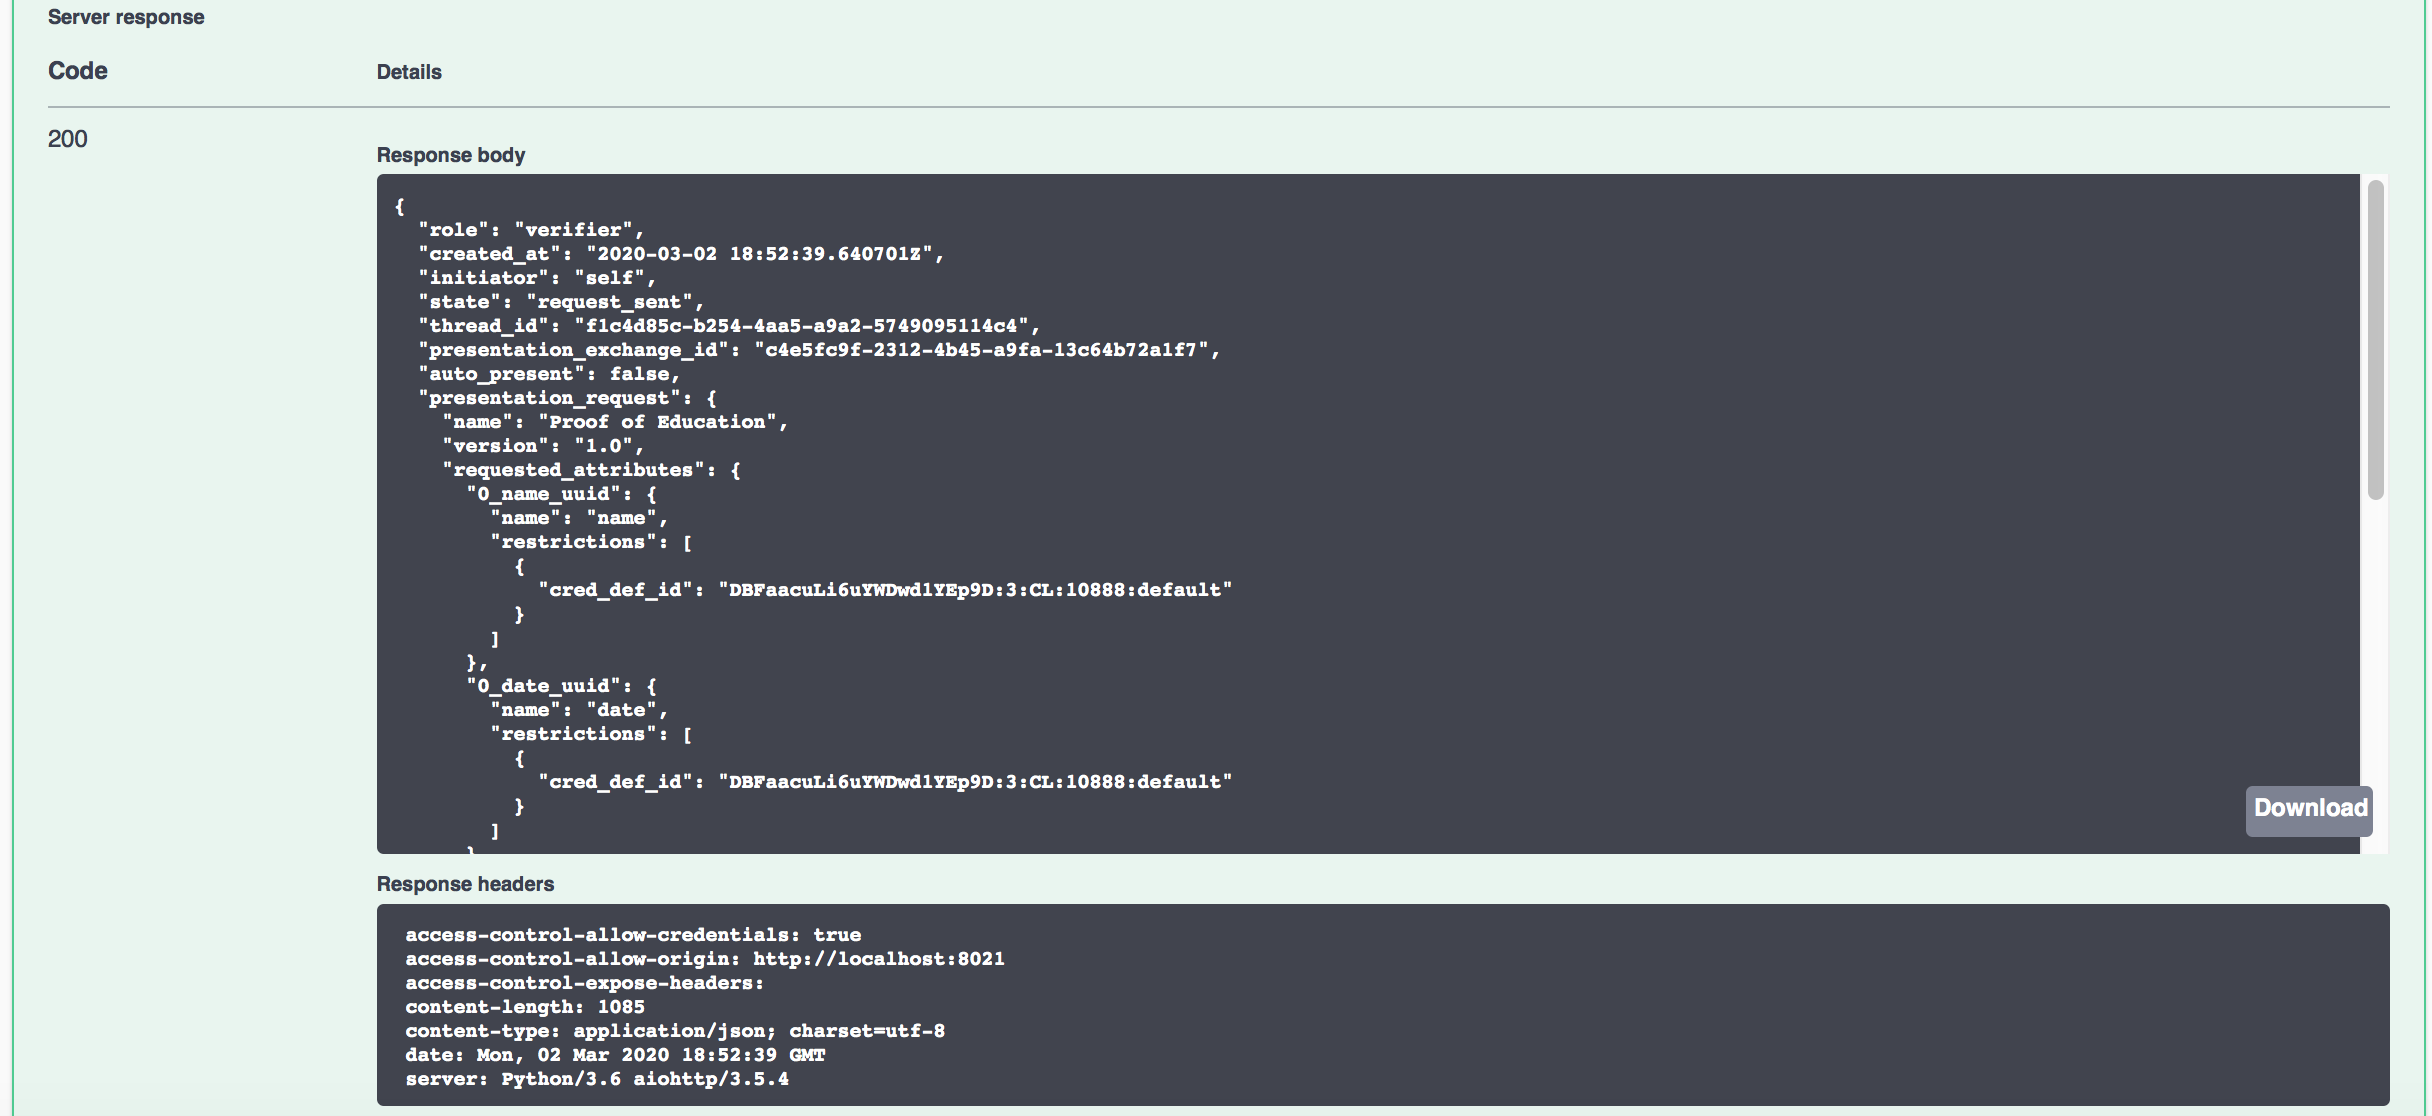 Server response
Code Details
200
Response body
{
  "role": "verifier",
  "created_at": "2020-03-02 18:52:39.640701Z",
  "initiator": "self",
  "state": "request_sent",
  "thread_id": "f1c4d85c-b254-4aa5-a9a2-5749095114c4",
  "presentation_exchange_id": "c4e5fc9f-2312-4b45-a9fa-13c64b72a1f7",
  "auto_present": false,
  "presentation_request": {
    "name": "Proof of Education",
    "version": "1.0",
    "requested_attributes": {
      "0_name_uuid": {
        "name": "name",
        "restrictions": [
          {
            "cred_def_id": "DBFaacuLi6uYWDwd1YEp9D:3:CL:10888:default"
          }
        ]
      },
      "0_date_uuid": {
        "name": "date",
        "restrictions": [
          {
            "cred_def_id": "DBFaacuLi6uYWDwd1YEp9D:3:CL:10888:default"
          }
        ]
      }
Download
Response headers
access-control-allow-credentials: true
access-control-allow-origin: http://localhost:8021
access-control-expose-headers:
content-length: 1085
content-type: application/json; charset=utf-8
date: Mon, 02 Mar 2020 18:52:39 GMT
server: Python/3.6 aiohttp/3.5.4